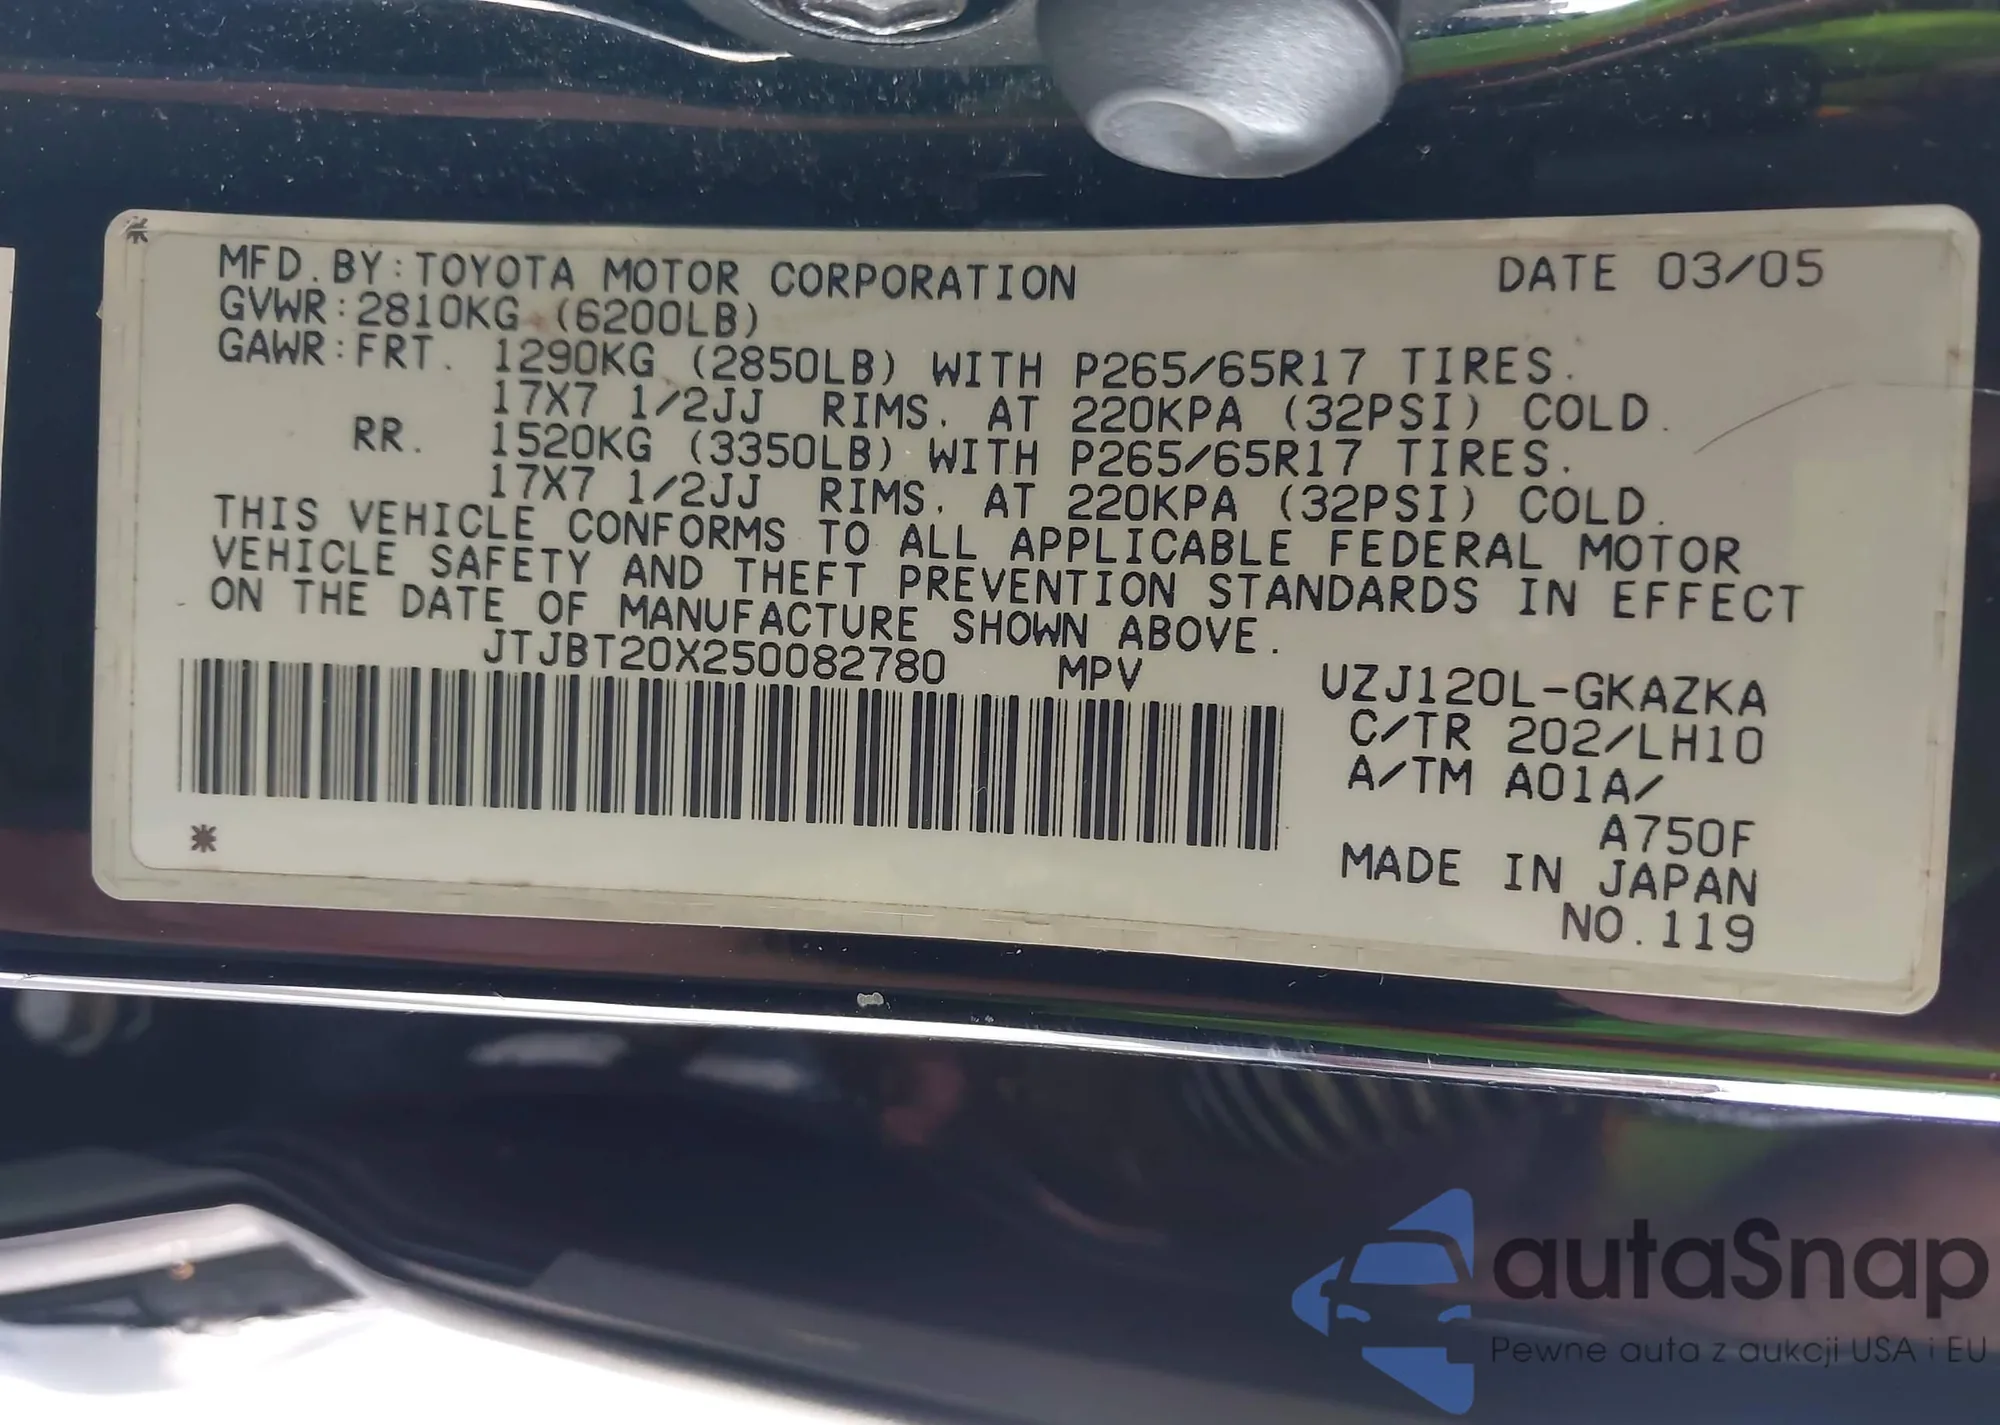 MFD.BY:TOYOTA MOTOR CORPORATION DATE 03/05
GVWR:2810KG (6200LB)
GAWR:FRT. 1290KG (2850LB) WITH P265/65R17 TIRES.
17X7 1/2JJ RIMS. AT 220KPA (32PSI) COLD.
RR. 1520KG (3350LB) WITH P265/65R17 TIRES.
17X7 1/2JJ RIMS. AT 220KPA (32PSI) COLD.
THIS VEHICLE CONFORMS TO ALL APPLICABLE FEDERAL MOTOR
VEHICLE SAFETY AND THEFT PREVENTION STANDARDS IN EFFECT
ON THE DATE OF MANUFACTURE SHOWN ABOVE.
JTJBT20X250082780 MPV
UZJ120L-GKAZKA
C/TR 202/LH10
A/TM A01A/
A750F
MADE IN JAPAN
NO.119
autaSnap
Pewne auta z aukcji USA i EU